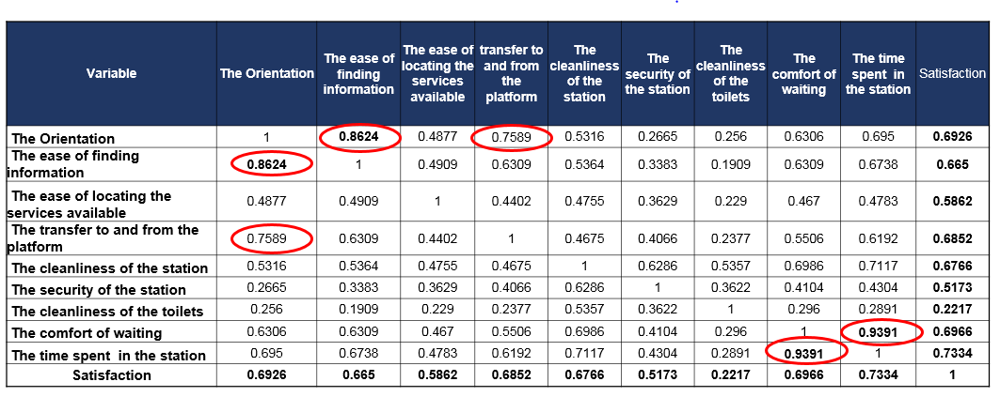 Variable | The Orientation | The ease of finding information | The ease of locating the services available | transfer to and from the platform | The cleanliness of the station | The security of the station | The cleanliness of the toilets | The comfort of waiting | The time spent in the station | Satisfaction
The Orientation | 1 | 0.8624 | 0.4877 | 0.7589 | 0.5316 | 0.2665 | 0.256 | 0.6306 | 0.695 | 0.6926
The ease of finding information | 0.8624 | 1 | 0.4909 | 0.6309 | 0.5364 | 0.3383 | 0.1909 | 0.6309 | 0.6738 | 0.665
The ease of locating the services available | 0.4877 | 0.4909 | 1 | 0.4402 | 0.4755 | 0.3629 | 0.229 | 0.467 | 0.4783 | 0.5862
The transfer to and from the platform | 0.7589 | 0.6309 | 0.4402 | 1 | 0.4675 | 0.4066 | 0.2377 | 0.5506 | 0.6192 | 0.6852
The cleanliness of the station | 0.5316 | 0.5364 | 0.4755 | 0.4675 | 1 | 0.6286 | 0.5357 | 0.6986 | 0.7117 | 0.6766
The security of the station | 0.2665 | 0.3383 | 0.3629 | 0.4066 | 0.6286 | 1 | 0.3622 | 0.4104 | 0.4304 | 0.5173
The cleanliness of the toilets | 0.256 | 0.1909 | 0.229 | 0.2377 | 0.5357 | 0.3622 | 1 | 0.296 | 0.2891 | 0.2217
The comfort of waiting | 0.6306 | 0.6309 | 0.467 | 0.5506 | 0.6986 | 0.4104 | 0.296 | 1 | 0.9391 | 0.6966
The time spent in the station | 0.695 | 0.6738 | 0.4783 | 0.6192 | 0.7117 | 0.4304 | 0.2891 | 0.9391 | 1 | 0.7334
Satisfaction | 0.6926 | 0.665 | 0.5862 | 0.6852 | 0.6766 | 0.5173 | 0.2217 | 0.6966 | 0.7334 | 1